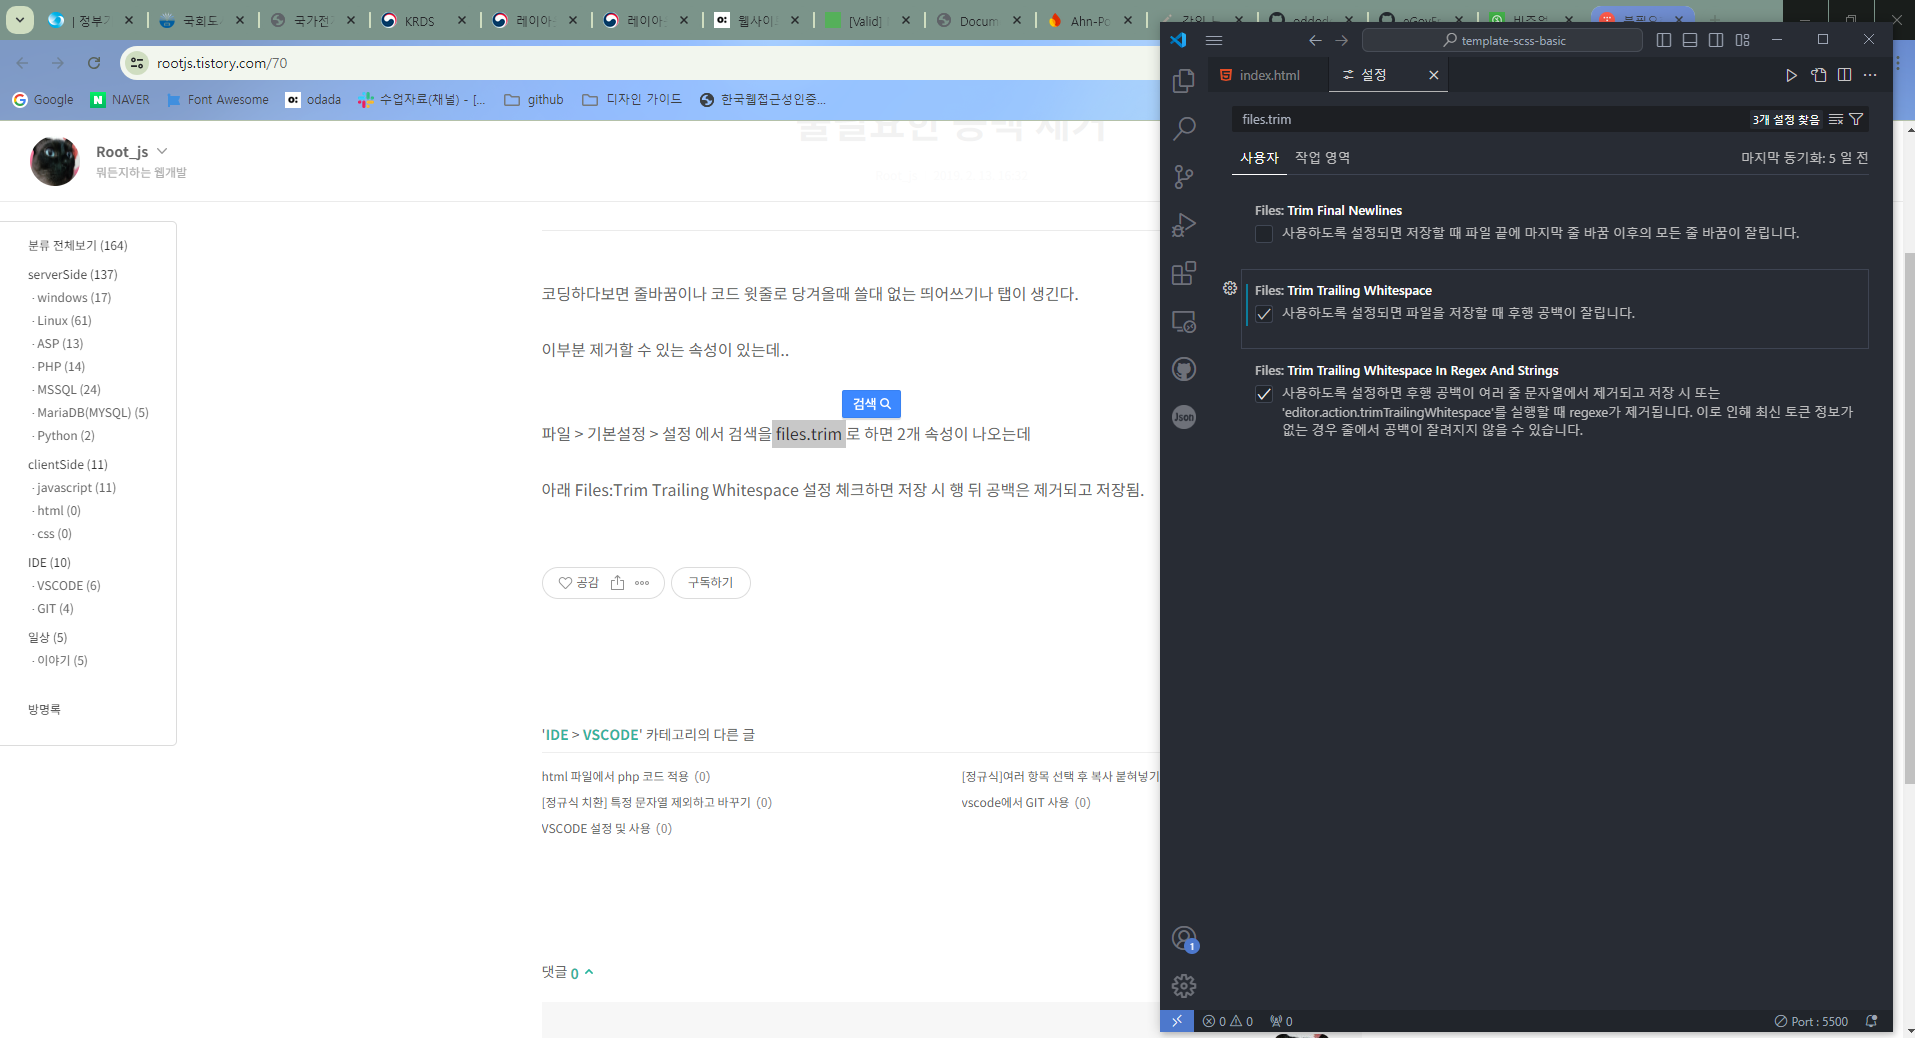 | 정부기
국회도
국가전
KRDS
레이아
레이아
웹사이
[Valid]
Docum
Ahn-Po
rootjs.tistory.com/70
Google
NAVER
Font Awesome
odada
수업자료(채널) - [...
github
디자인 가이드
한국웹접근성인증...
불필요한 공백 제거
Root_js
뭐든지하는 웹개발
분류 전체보기 (164)
serverSide (137)
· windows (17)
· Linux (61)
· ASP (13)
· PHP (14)
· MSSQL (24)
· MariaDB(MYSQL) (5)
· Python (2)
clientSide (11)
· javascript (11)
· html (0)
· css (0)
IDE (10)
· VSCODE (6)
· GIT (4)
일상 (5)
· 이야기 (5)
방명록
코딩하다보면 줄바꿈이나 코드 윗줄로 당겨올때 쓸대 없는 띄어쓰기나 탭이 생긴다.
이부분 제거할 수 있는 속성이 있는데..
검색
파일 > 기본설정 > 설정 에서 검색을 files.trim 로 하면 2개 속성이 나오는데
아래 Files:Trim Trailing Whitespace 설정 체크하면 저장 시 행 뒤 공백은 제거되고 저장됨.
공감
구독하기
'IDE > VSCODE' 카테고리의 다른 글
html 파일에서 php 코드 적용 (0)
[정규식]여러 항목 선택 후 복사 붙혀넣기
[정규식 치환] 특정 문자열 제외하고 바꾸기 (0)
vscode에서 GIT 사용 (0)
VSCODE 설정 및 사용 (0)
댓글 0
template-scss-basic
index.html
설정
files.trim
3개 설정 찾음
사용자
작업 영역
마지막 동기화: 5 일 전
Files: Trim Final Newlines
사용하도록 설정되면 저장할 때 파일 끝에 마지막 줄 바꿈 이후의 모든 줄 바꿈이 잘립니다.
Files: Trim Trailing Whitespace
사용하도록 설정되면 파일을 저장할 때 후행 공백이 잘립니다.
Files: Trim Trailing Whitespace In Regex And Strings
사용하도록 설정하면 후행 공백이 여러 줄 문자열에서 제거되고 저장 시 또는
'editor.action.trimTrailingWhitespace'를 실행할 때 regexe가 제거됩니다. 이로 인해 최신 토큰 정보가
없는 경우 줄에서 공백이 잘려지지 않을 수 있습니다.
Json
1
0
0
0
Port : 5500